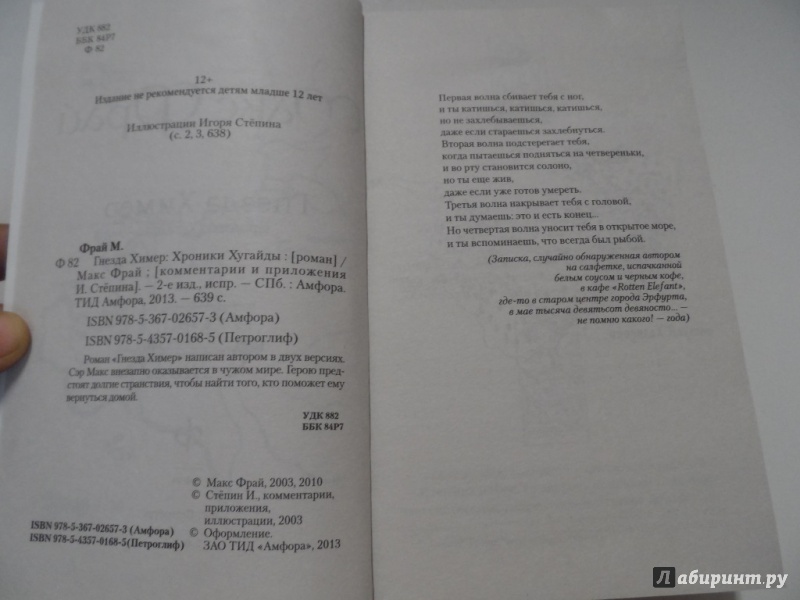 УДК 882
ББК 84Р7
Ф 82
12+
Издание не рекомендуется детям младше 12 лет
Иллюстрации Игоря Стёпина
(с. 2, 3, 638)
Фрай М.
Ф 82 Гнезда Химер: Хроники Хугайды : [роман] /
Макс Фрай ; [комментарии и приложения
И. Стёпина]. — 2-е изд., испр. — СПб. : Амфора.
ТИД Амфора, 2013. — 639 с.
ISBN 978-5-367-02657-3 (Амфора)
ISBN 978-5-4357-0168-5 (Петроглиф)
Роман «Гнезда Химер» написан автором в двух версиях.
Сэр Макс внезапно оказывается в чужом мире. Герою пред-
стоят долгие странствия, чтобы найти того, кто поможет ему
вернуться домой.
УДК 882
ББК 84Р7
© Макс Фрай, 2003, 2010
© Стёпин И., комментарии,
приложения,
иллюстрации, 2003
© Оформление.
ЗАО ТИД «Амфора», 2013
ISBN 978-5-367-02657-3 (Амфора)
ISBN 978-5-4357-0168-5(Петроглиф)
Первая волна сбивает тебя с ног,
и ты катишься, катишься, катишься,
но не захлебываешься,
даже если стараешься захлебнуться.
Вторая волна подстерегает тебя,
когда пытаешься подняться на четвереньки,
и во рту становится солоно,
но ты еще жив,
даже если уже готов умереть.
Третья волна накрывает тебя с головой,
и ты думаешь: это и есть конец...
Но четвертая волна уносит тебя в открытое море,
и ты вспоминаешь, что всегда был рыбой.
(Записка, случайно обнаруженная автором
на салфетке, испачканной
белым соусом и черным кофе,
в кафе «Rotten Elefant»,
где-то в старом центре города Эрфурта,
в мае тысяча девятьсот девяносто... —
не помню какого! — года)
Лабиринт.ру